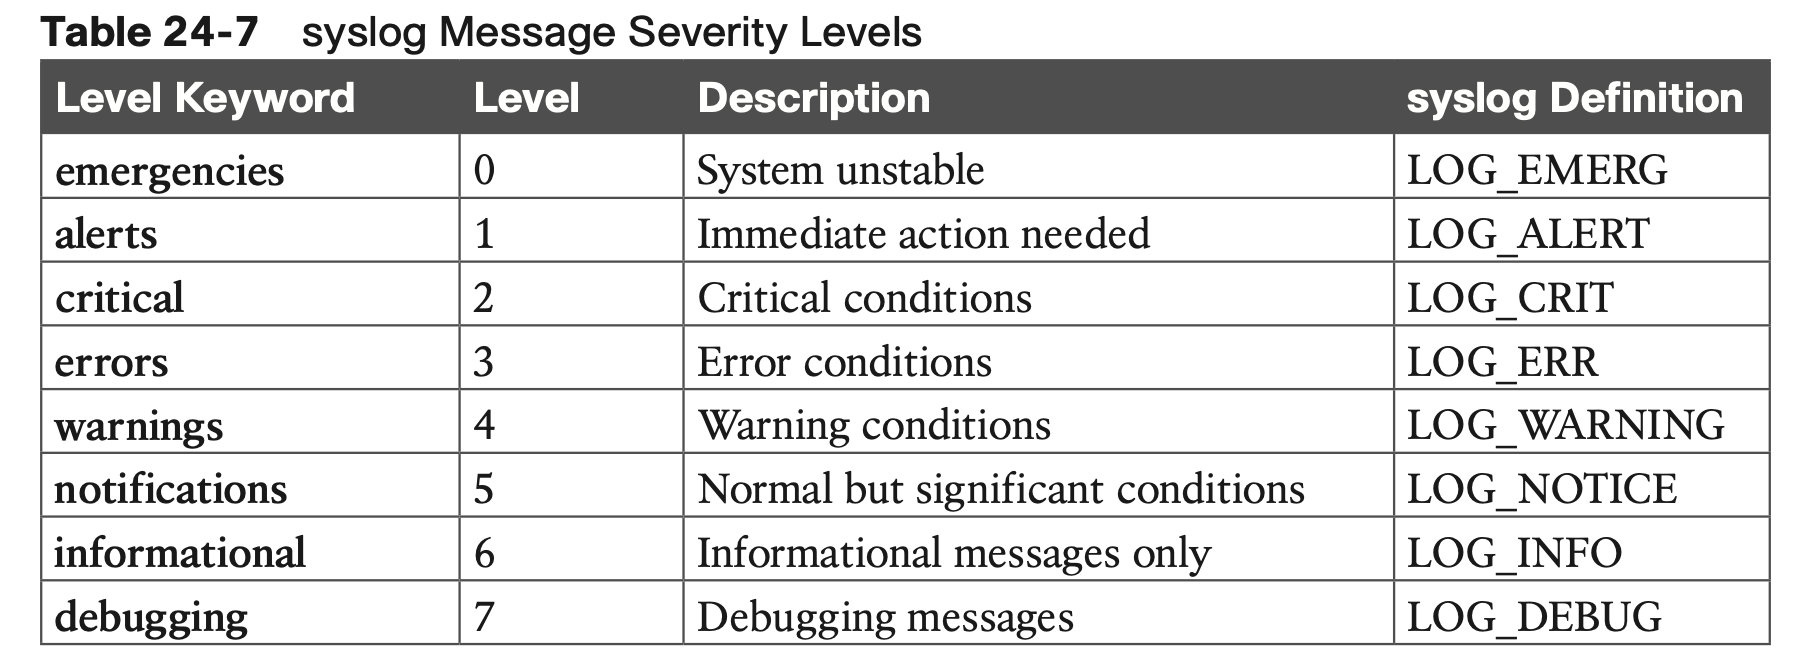 Table 24-7 syslog Message Severity Levels
Level Keyword Level Description syslog Definition
emergencies 0 System unstable LOG_EMERG
alerts 1 Immediate action needed LOG_ALERT
critical 2 Critical conditions LOG_CRIT
errors 3 Error conditions LOG_ERR
warnings 4 Warning conditions LOG_WARNING
notifications 5 Normal but significant conditions LOG_NOTICE
informational 6 Informational messages only LOG_INFO
debugging 7 Debugging messages LOG_DEBUG